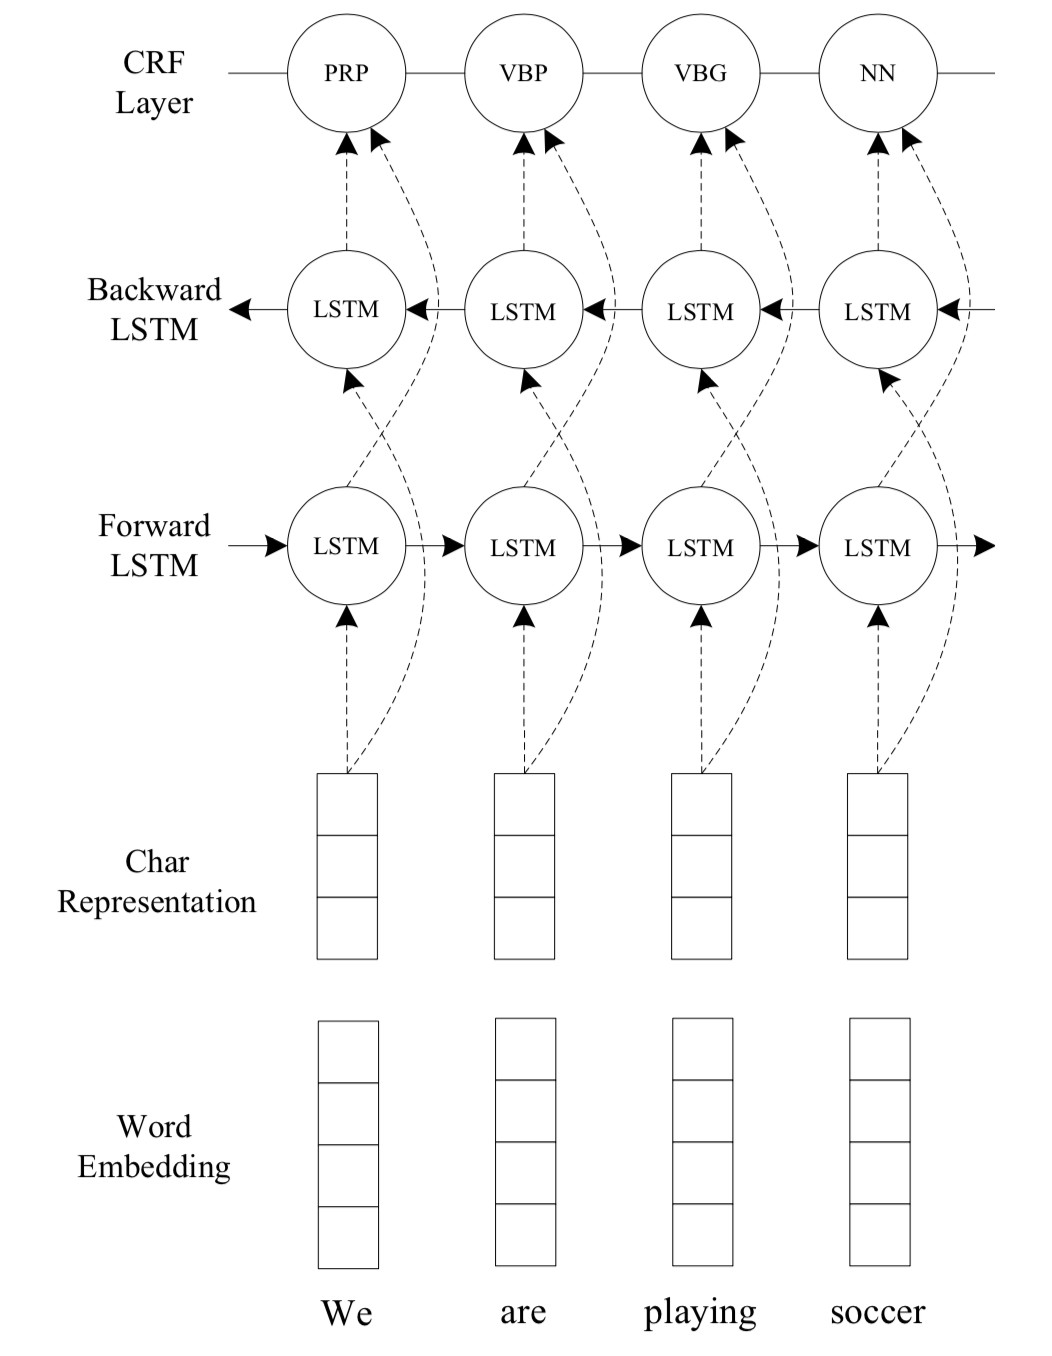 CRF
Layer
PRP
VBP
VBG
NN
Backward
LSTM
LSTM
LSTM
LSTM
LSTM
Forward
LSTM
LSTM
LSTM
LSTM
LSTM
Char
Representation
Word
Embedding
We
are
playing
soccer